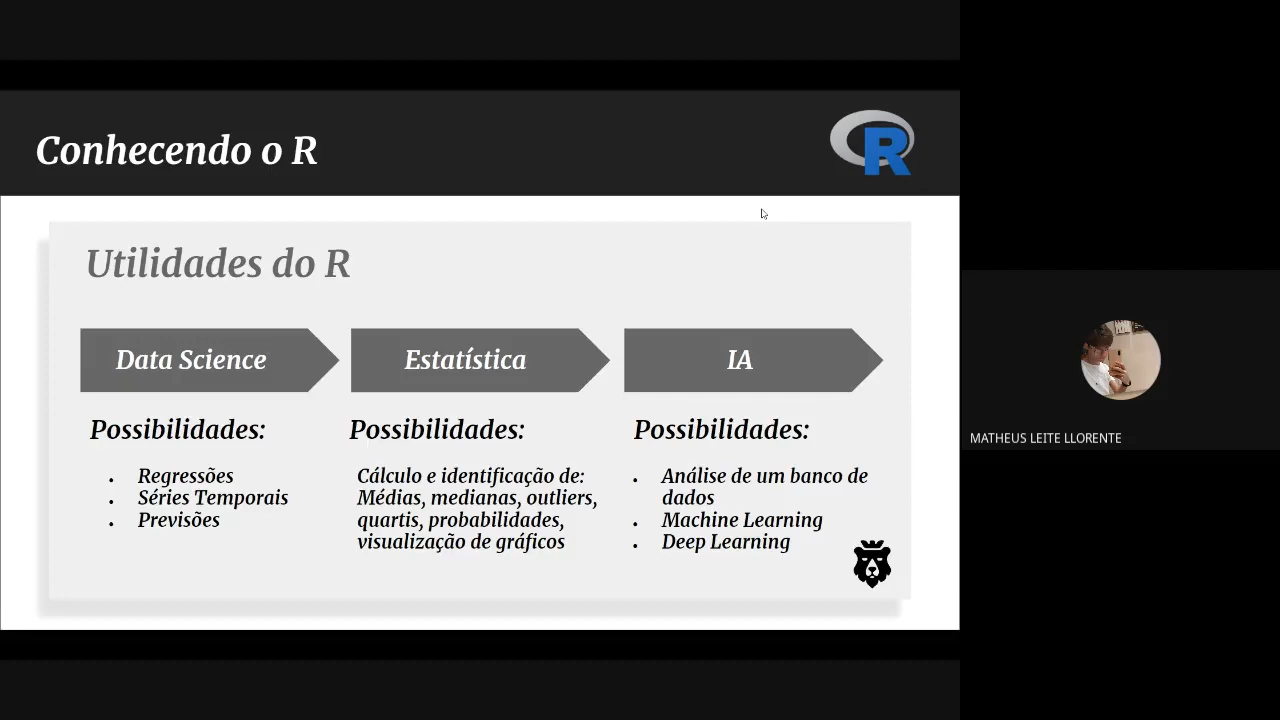 Conhecendo o R
R
Utilidades do R
Data Science
Estatística
IA
Possibilidades:
• Regressões
• Séries Temporais
• Previsões
Possibilidades:
Cálculo e identificação de:
Médias, medianas, outliers,
quartis, probabilidades,
visualização de gráficos
Possibilidades:
• Análise de um banco de
dados
• Machine Learning
• Deep Learning
MATHEUS LEITE LLORENTE